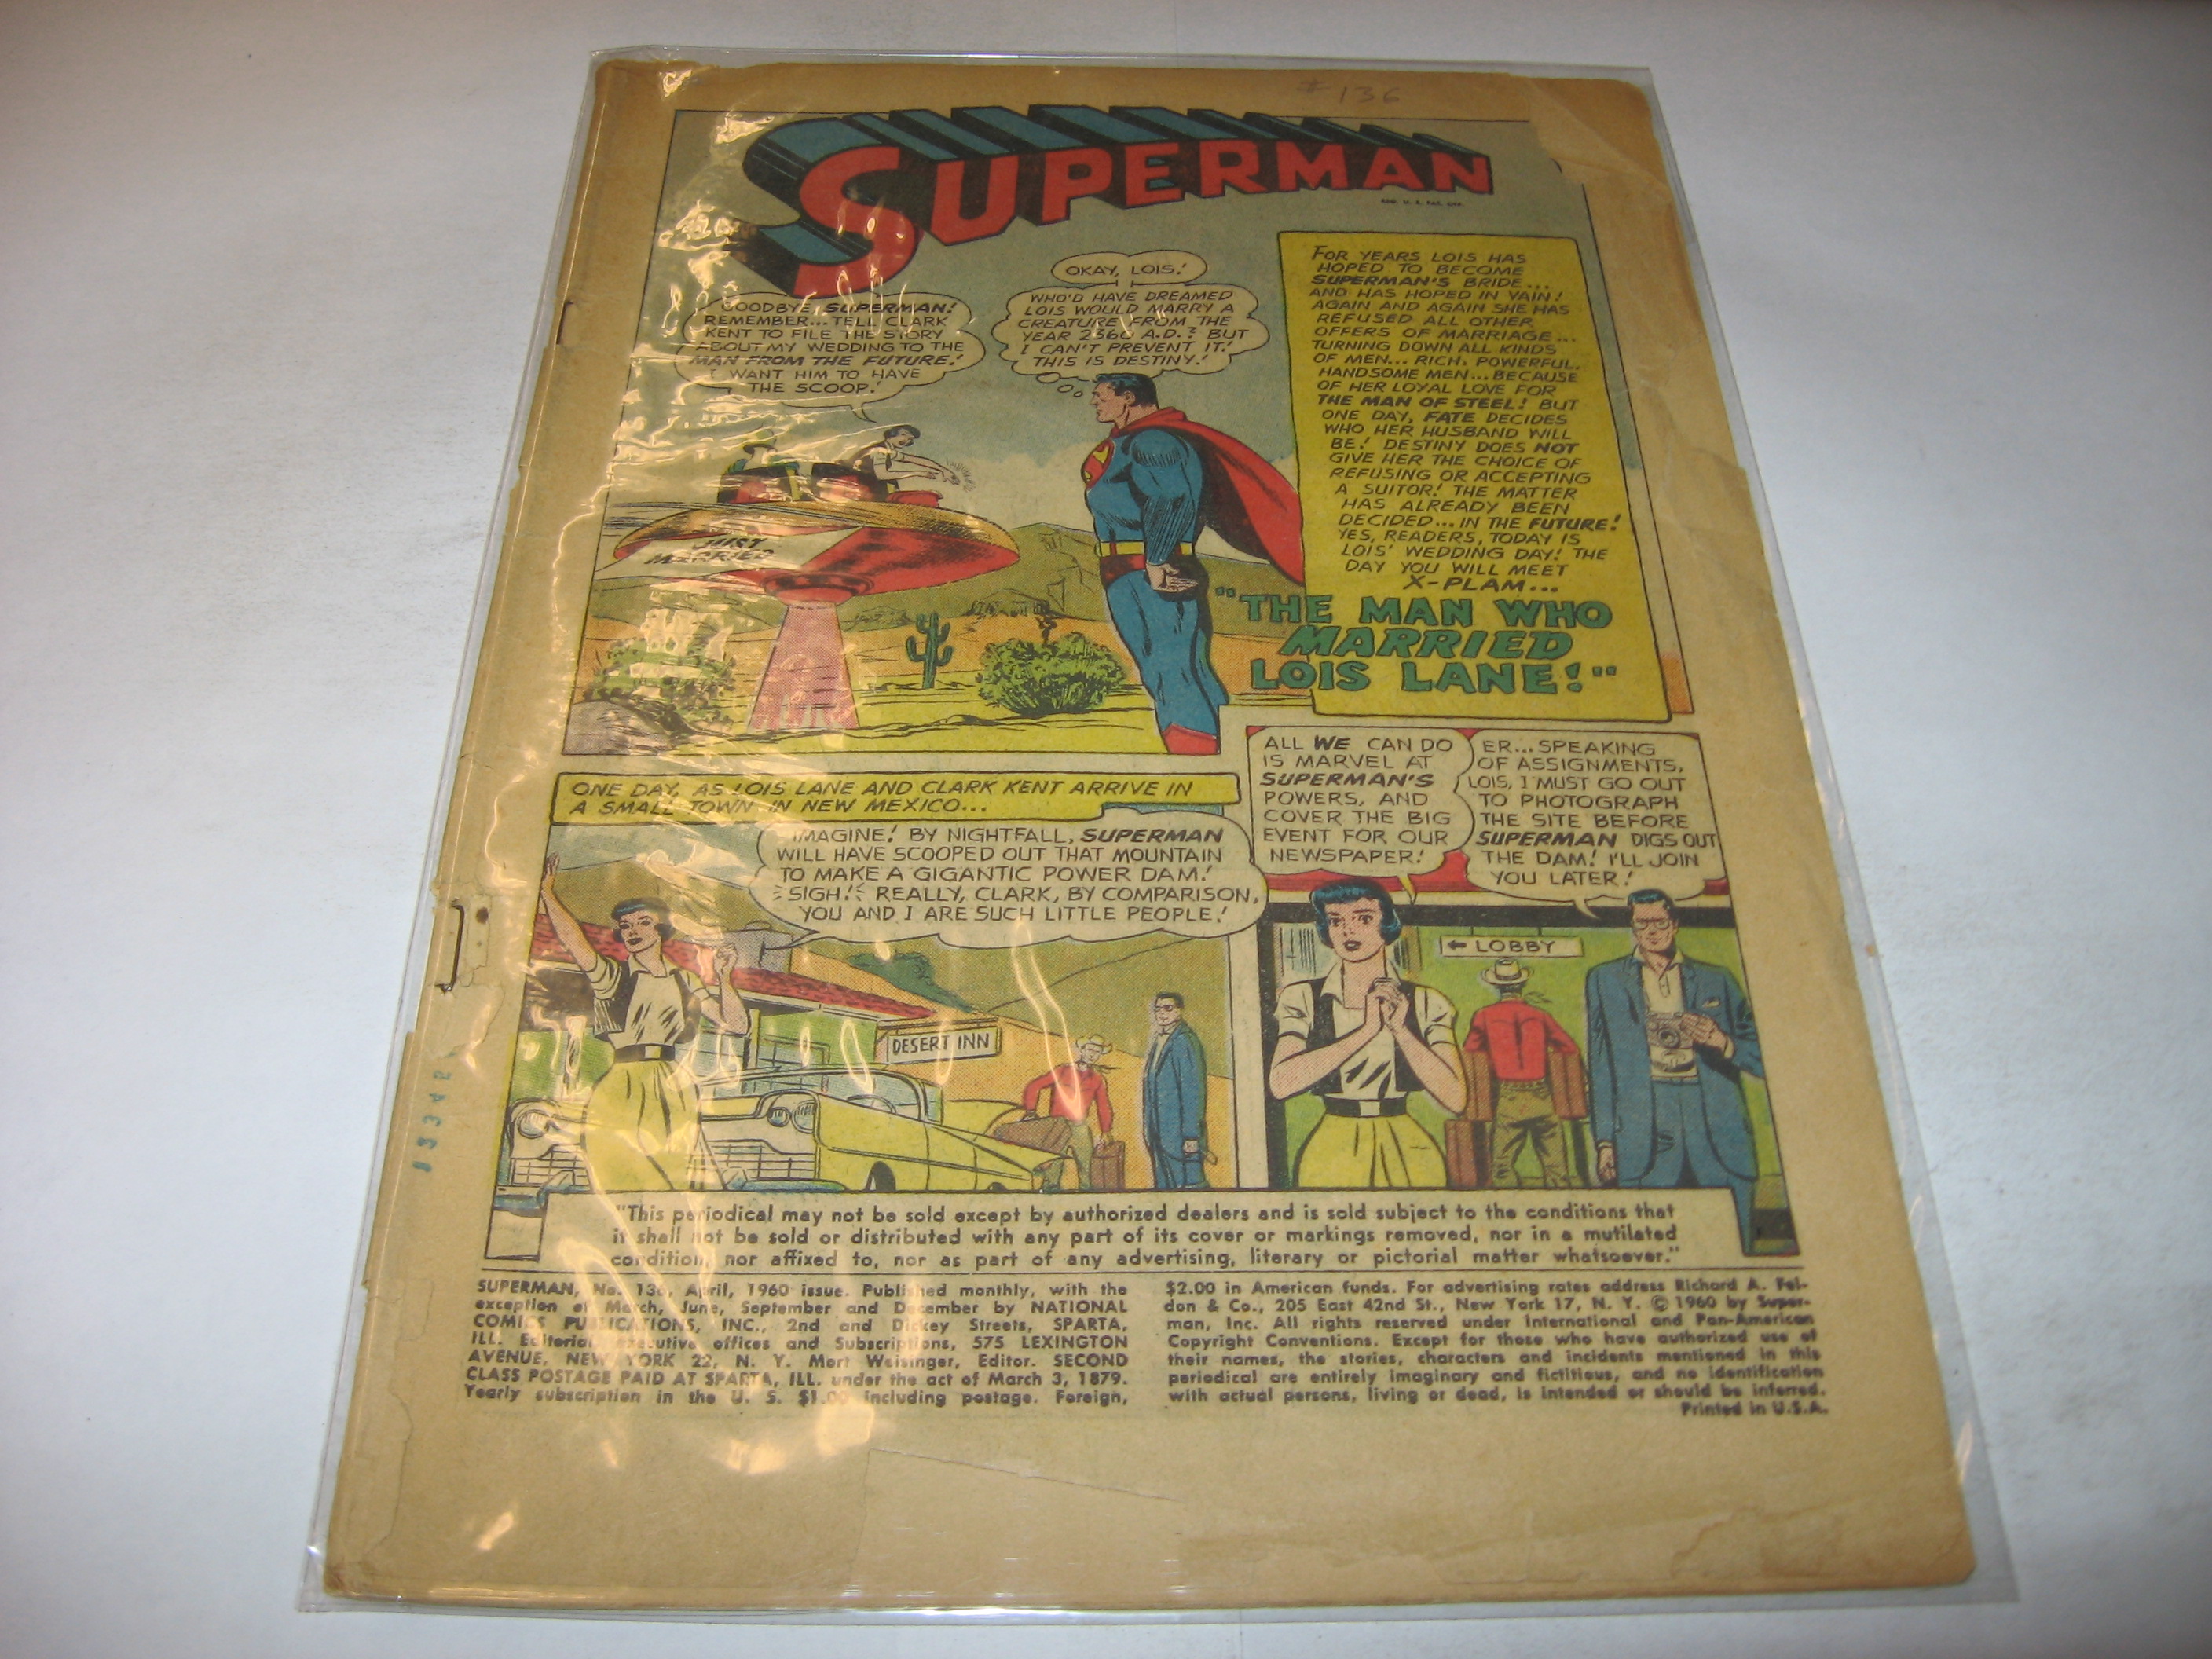 # 136
SUPERMAN
REG. U. S. PAT. OFF.
GOODBYE, SUPERMAN!
REMEMBER... TELL CLARK
KENT TO FILE THE STORY
ABOUT MY WEDDING TO THE
MAN FROM THE FUTURE!
I WANT HIM TO HAVE
THE SCOOP!
OKAY, LOIS!
WHO'D HAVE DREAMED
LOIS WOULD MARRY A
CREATURE FROM THE
YEAR 2360 A.D.? BUT
I CAN'T PREVENT IT!
THIS IS DESTINY!
FOR YEARS LOIS HAS
HOPED TO BECOME
SUPERMAN'S BRIDE...
AND HAS HOPED IN VAIN!
AGAIN AND AGAIN SHE HAS
REFUSED ALL OTHER
OFFERS OF MARRIAGE...
TURNING DOWN ALL KINDS
OF MEN... RICH, POWERFUL,
HANDSOME MEN... BECAUSE
OF HER LOYAL LOVE FOR
THE MAN OF STEEL! BUT
ONE DAY, FATE DECIDES
WHO HER HUSBAND WILL
BE! DESTINY DOES NOT
GIVE HER THE CHOICE OF
REFUSING OR ACCEPTING
A SUITOR! THE MATTER
HAS ALREADY BEEN
DECIDED... IN THE FUTURE!
YES, READERS, TODAY IS
LOIS' WEDDING DAY! THE
DAY YOU WILL MEET
X-PLAM...
"THE MAN WHO
MARRIED
LOIS LANE!"
JUST
MARRIED
ONE DAY, AS LOIS LANE AND CLARK KENT ARRIVE IN
A SMALL TOWN IN NEW MEXICO...
IMAGINE! BY NIGHTFALL, SUPERMAN
WILL HAVE SCOOPED OUT THAT MOUNTAIN
TO MAKE A GIGANTIC POWER DAM!
SIGH! REALLY, CLARK, BY COMPARISON,
YOU AND I ARE SUCH LITTLE PEOPLE!
DESERT INN
ALL WE CAN DO
IS MARVEL AT
SUPERMAN'S
POWERS, AND
COVER THE BIG
EVENT FOR OUR
NEWSPAPER!
ER... SPEAKING
OF ASSIGNMENTS,
LOIS, I MUST GO OUT
TO PHOTOGRAPH
THE SITE BEFORE
SUPERMAN DIGS OUT
THE DAM! I'LL JOIN
YOU LATER!
← LOBBY
"This periodical may not be sold except by authorized dealers and is sold subject to the conditions that
it shall not be sold or distributed with any part of its cover or markings removed, nor in a mutilated
condition, nor affixed to, nor as part of any advertising, literary or pictorial matter whatsoever."
SUPERMAN, No. 136, April, 1960 issue. Published monthly, with the
exception of March, June, September and December by NATIONAL
COMICS PUBLICATIONS, INC., 2nd and Dickey Streets, SPARTA,
ILL. Editorial, executive offices and Subscriptions, 575 LEXINGTON
AVENUE, NEW YORK 22, N. Y. Mort Weisinger, Editor. SECOND
CLASS POSTAGE PAID AT SPARTA, ILL. under the act of March 3, 1879.
Yearly subscription in the U. S. $1.00 including postage. Foreign,
$2.00 in American funds. For advertising rates address Richard A. Fel-
don & Co., 205 East 42nd St., New York 17, N. Y. © 1960 by Super-
man, Inc. All rights reserved under International and Pan-American
Copyright Conventions. Except for those who have authorized use of
their names, the stories, characters and incidents mentioned in this
periodical are entirely imaginary and fictitious, and no identification
with actual persons, living or dead, is intended or should be inferred.
Printed in U.S.A.